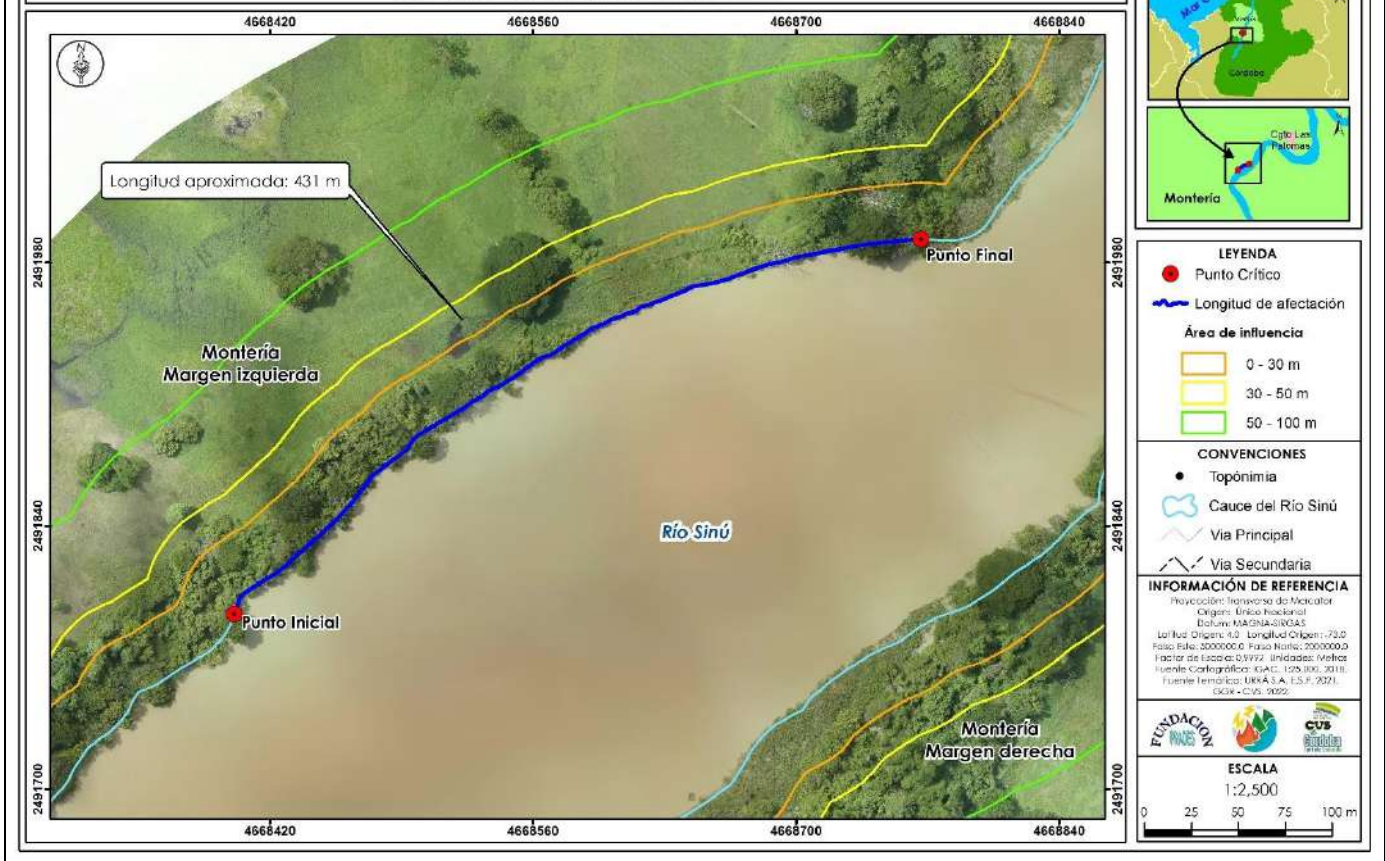 4668420 4668560 4668700 4668840
N
Longitud aproximada: 431 m
2491980
2491980
Punto Final
Montería
Margen izquierda
2491840
2491840
Río Sinú
Punto Inicial
Montería
Margen derecha
2491700
2491700
4668420 4668560 4668700 4668840
Córdoba
Cgto Las
Palomas
Montería
LEYENDA
Punto Crítico
Longitud de afectación
Área de influencia
0 - 30 m
30 - 50 m
50 - 100 m
CONVENCIONES
Topónimia
Cauce del Río Sinú
Via Principal
Via Secundaria
INFORMACIÓN DE REFERENCIA
Proyección: Transversa de Mercator
Origen: Único Nacional
Datum: MAGNA-SIRGAS
Latitud Origen: 4.0 Longitud Origen: -73.0
Falso Este: 5000000.0 Falso Norte: 2000000.0
Factor de Escala: 0,9992 Unidades: Metros
Fuente Cartográfica: IGAC, 1:25.000, 2018.
Fuente Temática: URRÁ S.A. E.S.P. 2021.
GGR - CVS, 2022.
FUNDACION
CVS
Córdoba
ESCALA
1:2,500
0 25 50 75 100 m